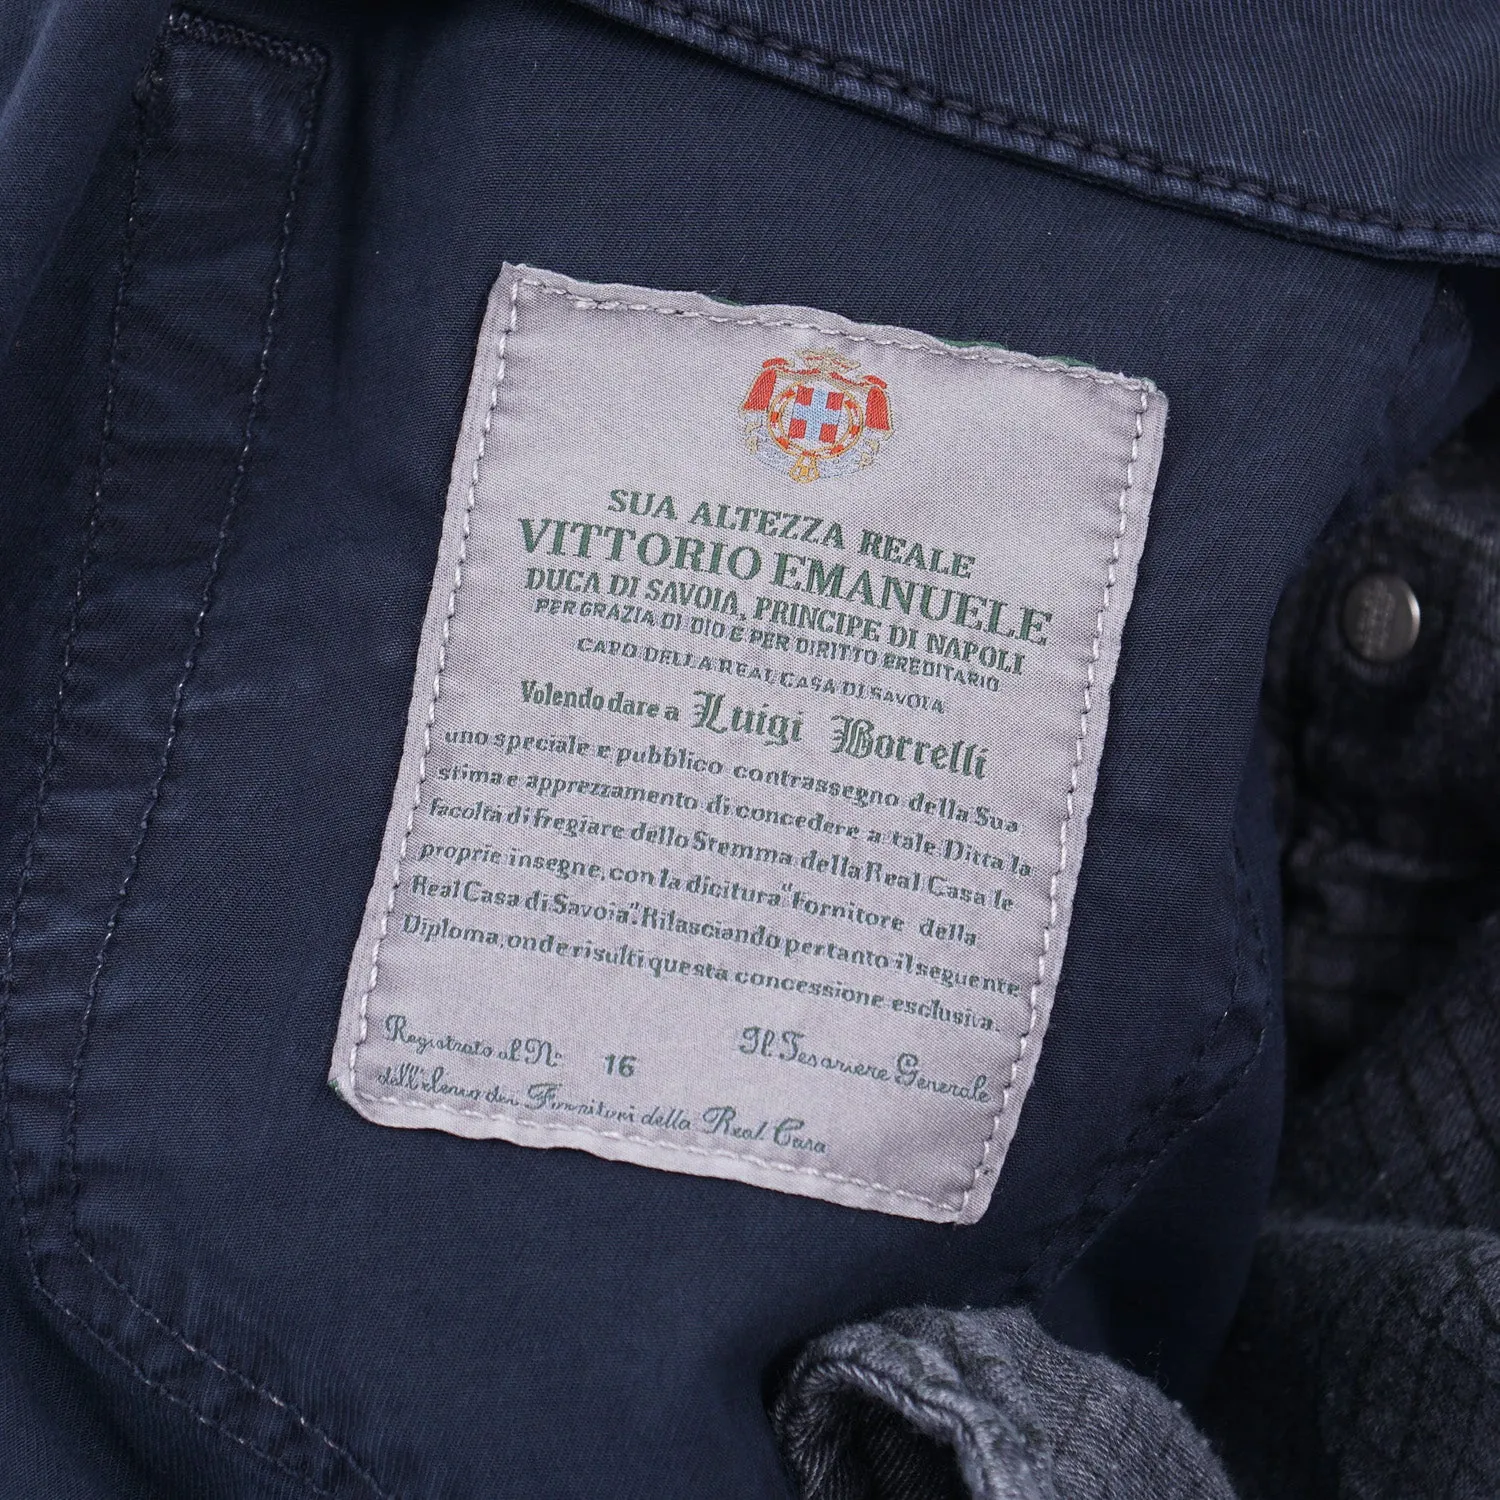 SUA ALTEZZA REALE
VITTORIO EMANUELE
DUCA DI SAVOIA, PRINCIPE DI NAPOLI
PER GRAZIA DI DIO E PER DIRITTO EREDITARIO
CAPO DELLA REAL CASA DI SAVOIA
Volendo dare a Luigi Borrelli
uno speciale e pubblico contrassegno della Sua
stima e apprezzamento di concedere a tale Ditta la
facoltà di fregiare dello Stemma della Real Casa le
proprie insegne, con la dicitura "Fornitore della
Real Casa di Savoia". Rilasciando pertanto il seguente
Diploma, onde risulti questa concessione esclusiva.
Registrato al N: 16 Il Tesoriere Generale
dell'elenco dei Fornitori della Real Casa